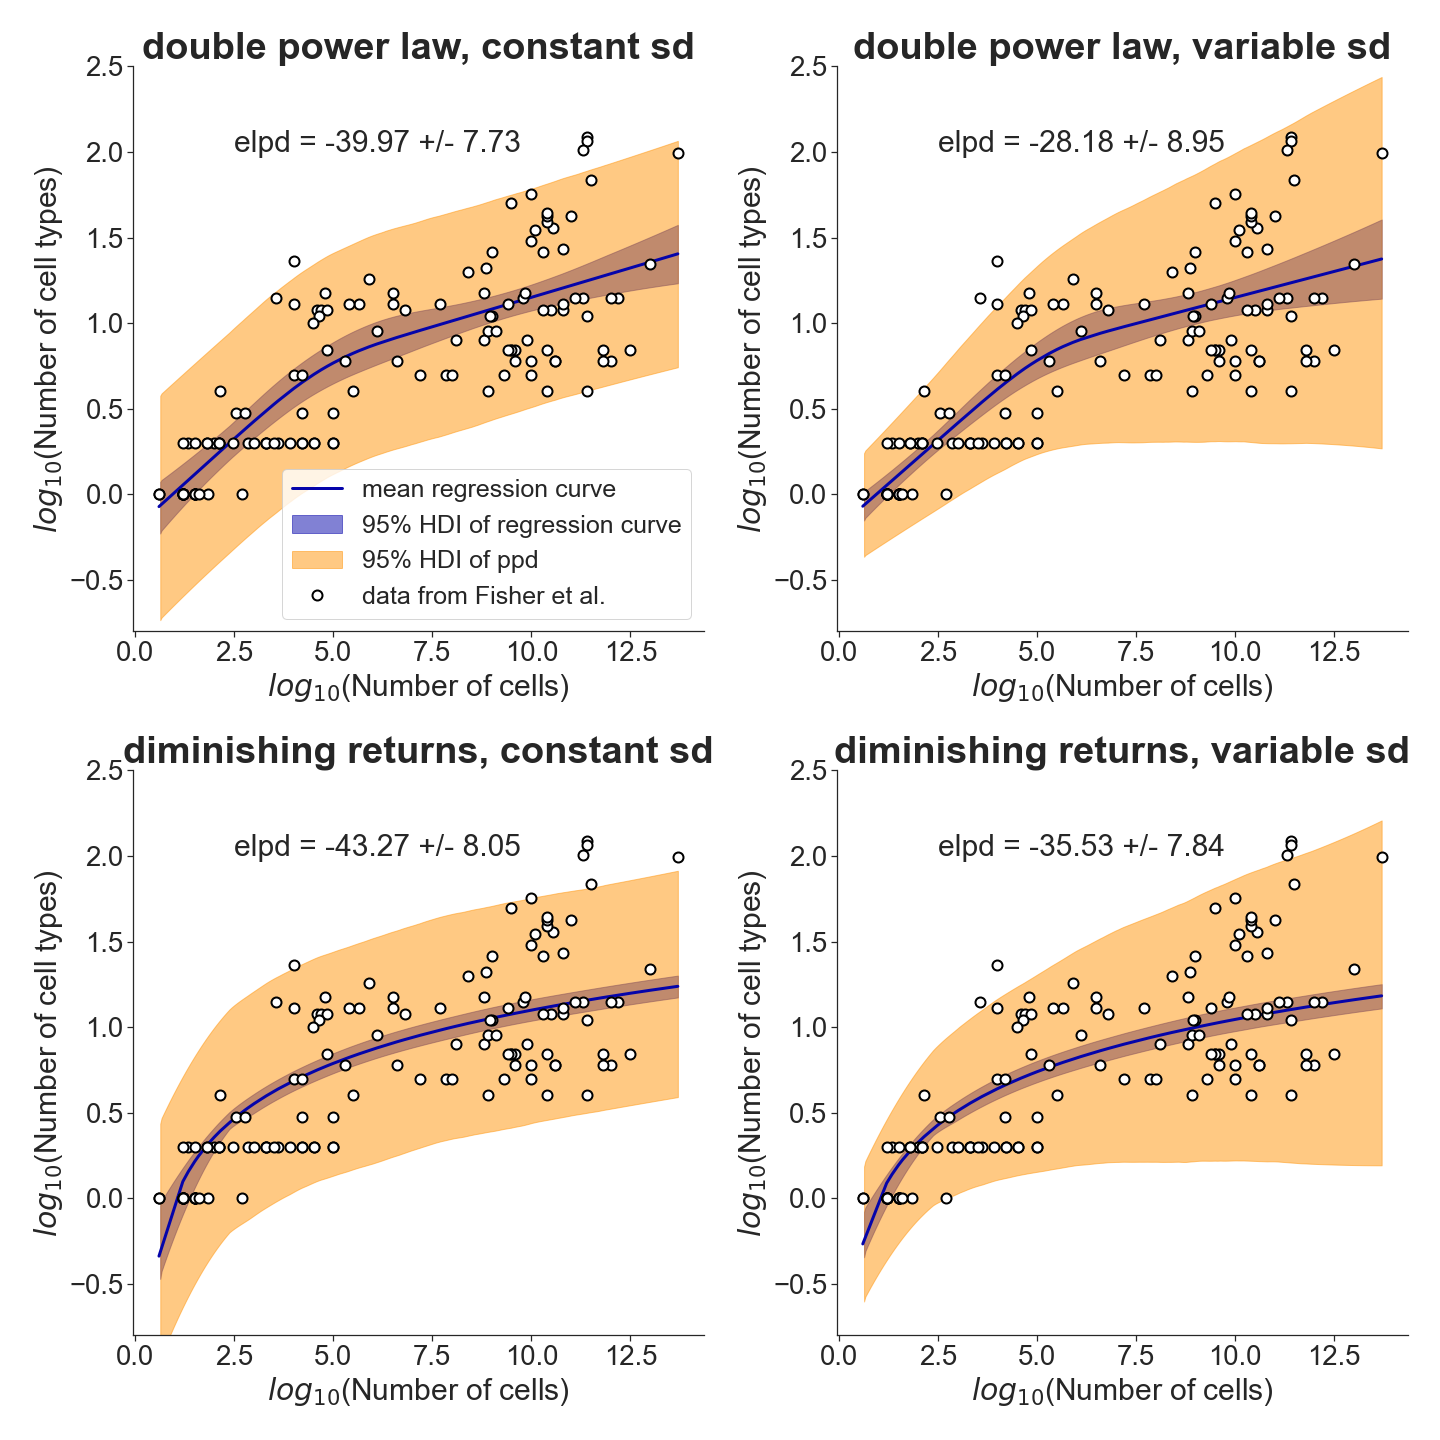 double power law, constant sd
2.5
2.0
1.5
1.0
0.5
0.0
−0.5
log10(Number of cell types)
elpd = -39.97 +/- 7.73
mean regression curve
95% HDI of regression curve
95% HDI of ppd
data from Fisher et al.
0.0 2.5 5.0 7.5 10.0 12.5
log10(Number of cells)
double power law, variable sd
2.5
2.0
1.5
1.0
0.5
0.0
−0.5
log10(Number of cell types)
elpd = -28.18 +/- 8.95
0.0 2.5 5.0 7.5 10.0 12.5
log10(Number of cells)
diminishing returns, constant sd
2.5
2.0
1.5
1.0
0.5
0.0
−0.5
log10(Number of cell types)
elpd = -43.27 +/- 8.05
0.0 2.5 5.0 7.5 10.0 12.5
log10(Number of cells)
diminishing returns, variable sd
2.5
2.0
1.5
1.0
0.5
0.0
−0.5
log10(Number of cell types)
elpd = -35.53 +/- 7.84
0.0 2.5 5.0 7.5 10.0 12.5
log10(Number of cells)